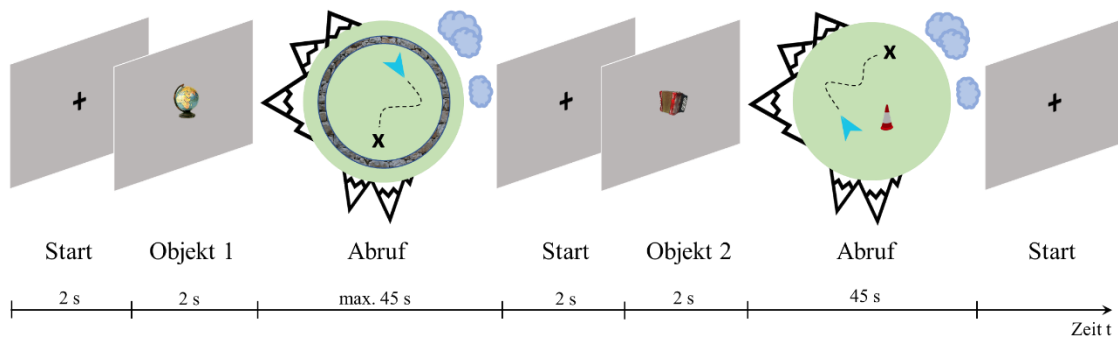 X
X
Start
Objekt 1
Abruf
Start
Objekt 2
Abruf
Start
2 s
2 s
max. 45 s
2 s
2 s
45 s
Zeit t